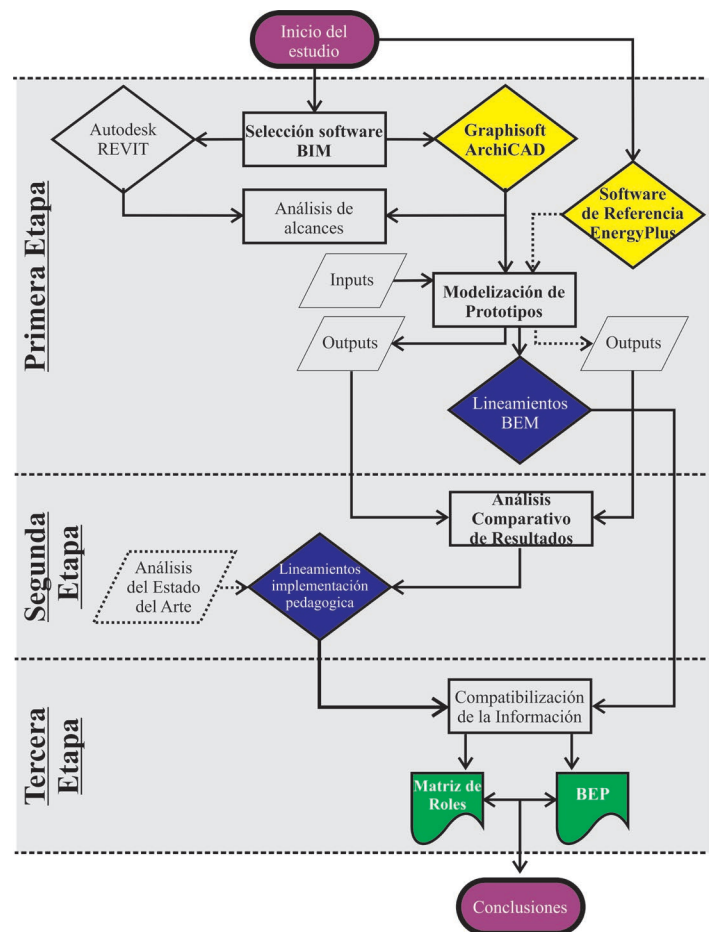 Inicio del
estudio
Primera Etapa
Autodesk
REVIT
Selección software
BIM
Graphisoft
ArchiCAD
Software
de Referencia
EnergyPlus
Análisis de
alcances
Inputs
Modelización de
Prototipos
Outputs
Outputs
Lineamientos
BEM
Segunda
Etapa
Análisis
Comparativo
de Resultados
Análisis
del Estado
del Arte
Lineamientos
implementación
pedagogica
Tercera
Etapa
Compatibilización
de la Información
Matriz de
Roles
BEP
Conclusiones